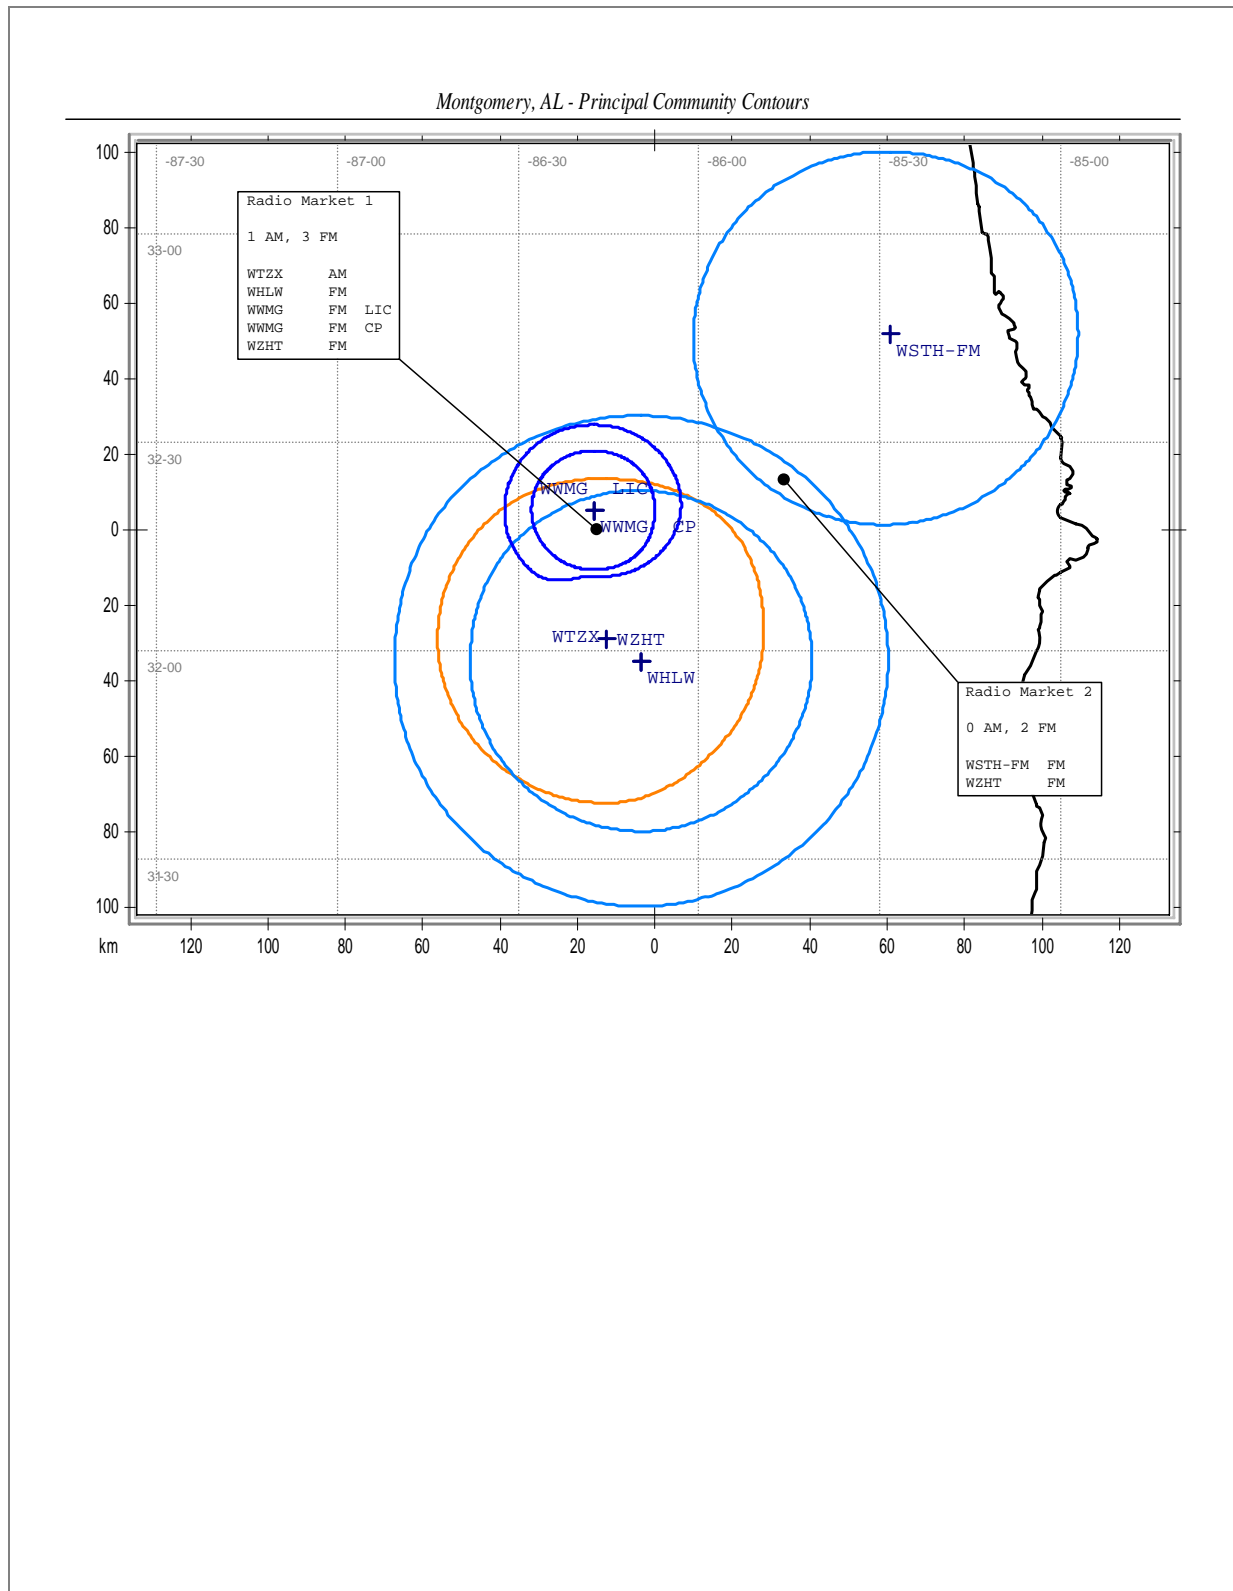 Montgomery, AL - Principal Community Contours
100
-87-30
-87-00
-86-30
-86-00
-85-30
-85-00
Radio Market 1
1 AM, 3 FM
WTZX AM
WHLW FM
WWMG FM LIC
WWMG FM CP
WZHT FM
80
33-00
60
WSTH-FM
40
20
32-30
WWMG LIC
0
WWMG CP
20
WTZX
WZHT
32-00
WHLW
40
Radio Market 2
0 AM, 2 FM
WSTH-FM FM
WZHT FM
60
80
31-30
100
km 120 100 80 60 40 20 0 20 40 60 80 100 120